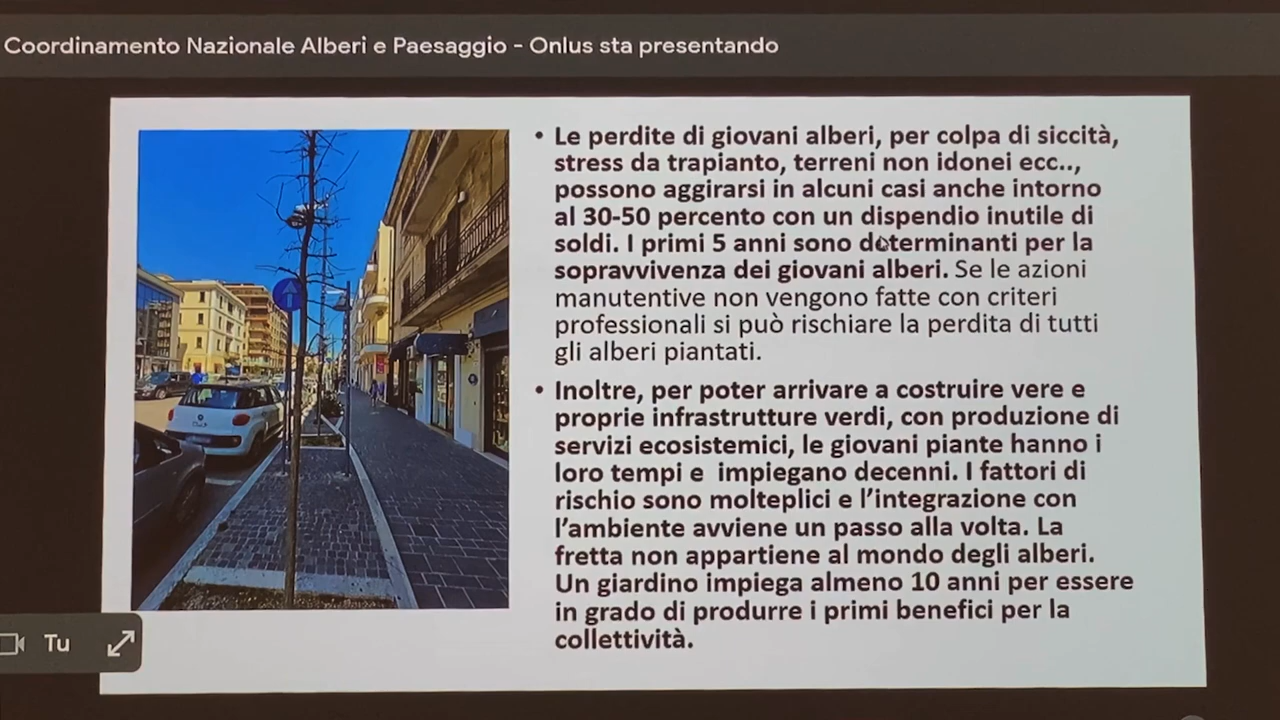 Coordinamento Nazionale Alberi e Paesaggio - Onlus sta presentando
• Le perdite di giovani alberi, per colpa di siccità,
stress da trapianto, terreni non idonei ecc..,
possono aggirarsi in alcuni casi anche intorno
al 30-50 percento con un dispendio inutile di
soldi. I primi 5 anni sono determinanti per la
sopravvivenza dei giovani alberi. Se le azioni
manutentive non vengono fatte con criteri
professionali si può rischiare la perdita di tutti
gli alberi piantati.
• Inoltre, per poter arrivare a costruire vere e
proprie infrastrutture verdi, con produzione di
servizi ecosistemici, le giovani piante hanno i
loro tempi e impiegano decenni. I fattori di
rischio sono molteplici e l'integrazione con
l'ambiente avviene un passo alla volta. La
fretta non appartiene al mondo degli alberi.
Un giardino impiega almeno 10 anni per essere
in grado di produrre i primi benefici per la
collettività.
Tu